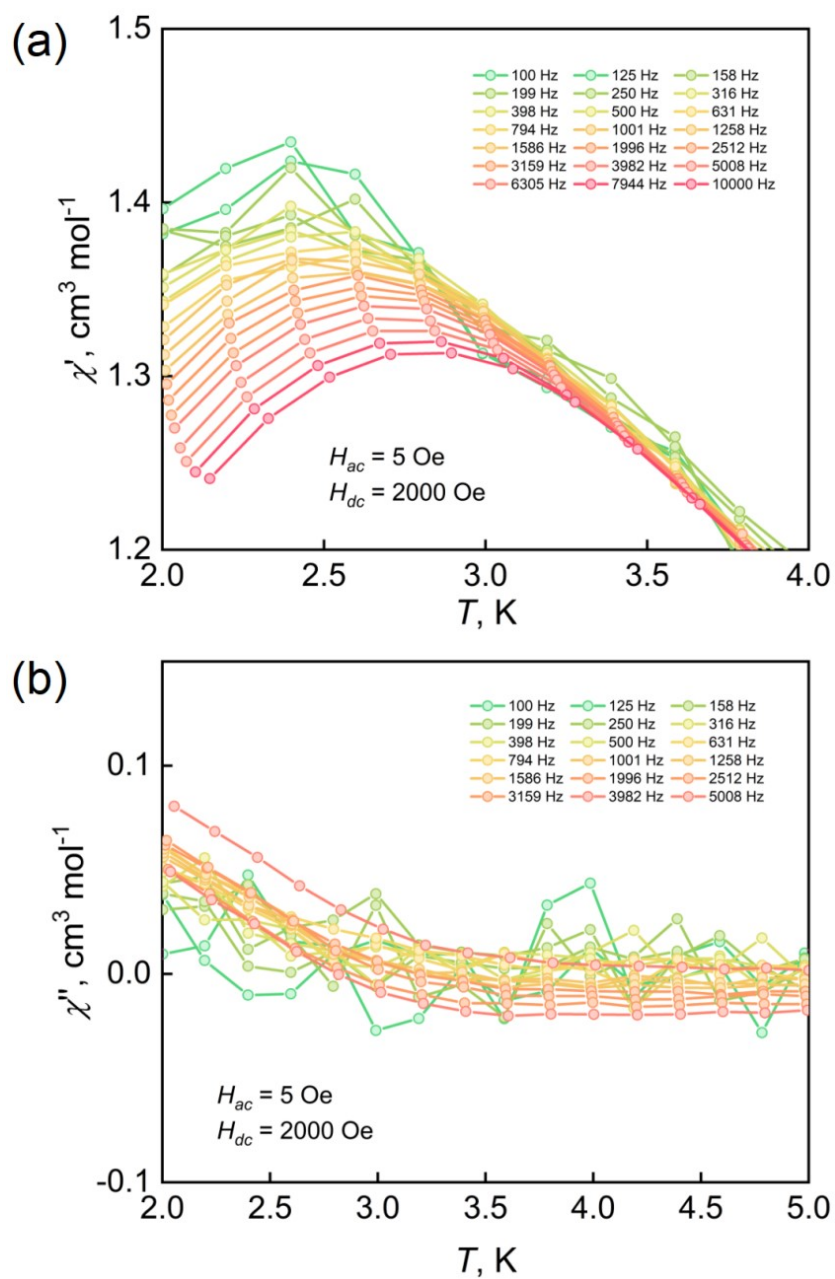 (a)
1.5
1.4
1.3
1.2
χ', cm³ mol⁻¹
100 Hz 125 Hz 158 Hz
199 Hz 250 Hz 316 Hz
398 Hz 500 Hz 631 Hz
794 Hz 1001 Hz 1258 Hz
1586 Hz 1996 Hz 2512 Hz
3159 Hz 3982 Hz 5008 Hz
6305 Hz 7944 Hz 10000 Hz
H_ac = 5 Oe
H_dc = 2000 Oe
2.0 2.5 3.0 3.5 4.0
T, K
(b)
0.1
0.0
-0.1
χ", cm³ mol⁻¹
100 Hz 125 Hz 158 Hz
199 Hz 250 Hz 316 Hz
398 Hz 500 Hz 631 Hz
794 Hz 1001 Hz 1258 Hz
1586 Hz 1996 Hz 2512 Hz
3159 Hz 3982 Hz 5008 Hz
H_ac = 5 Oe
H_dc = 2000 Oe
2.0 2.5 3.0 3.5 4.0 4.5 5.0
T, K